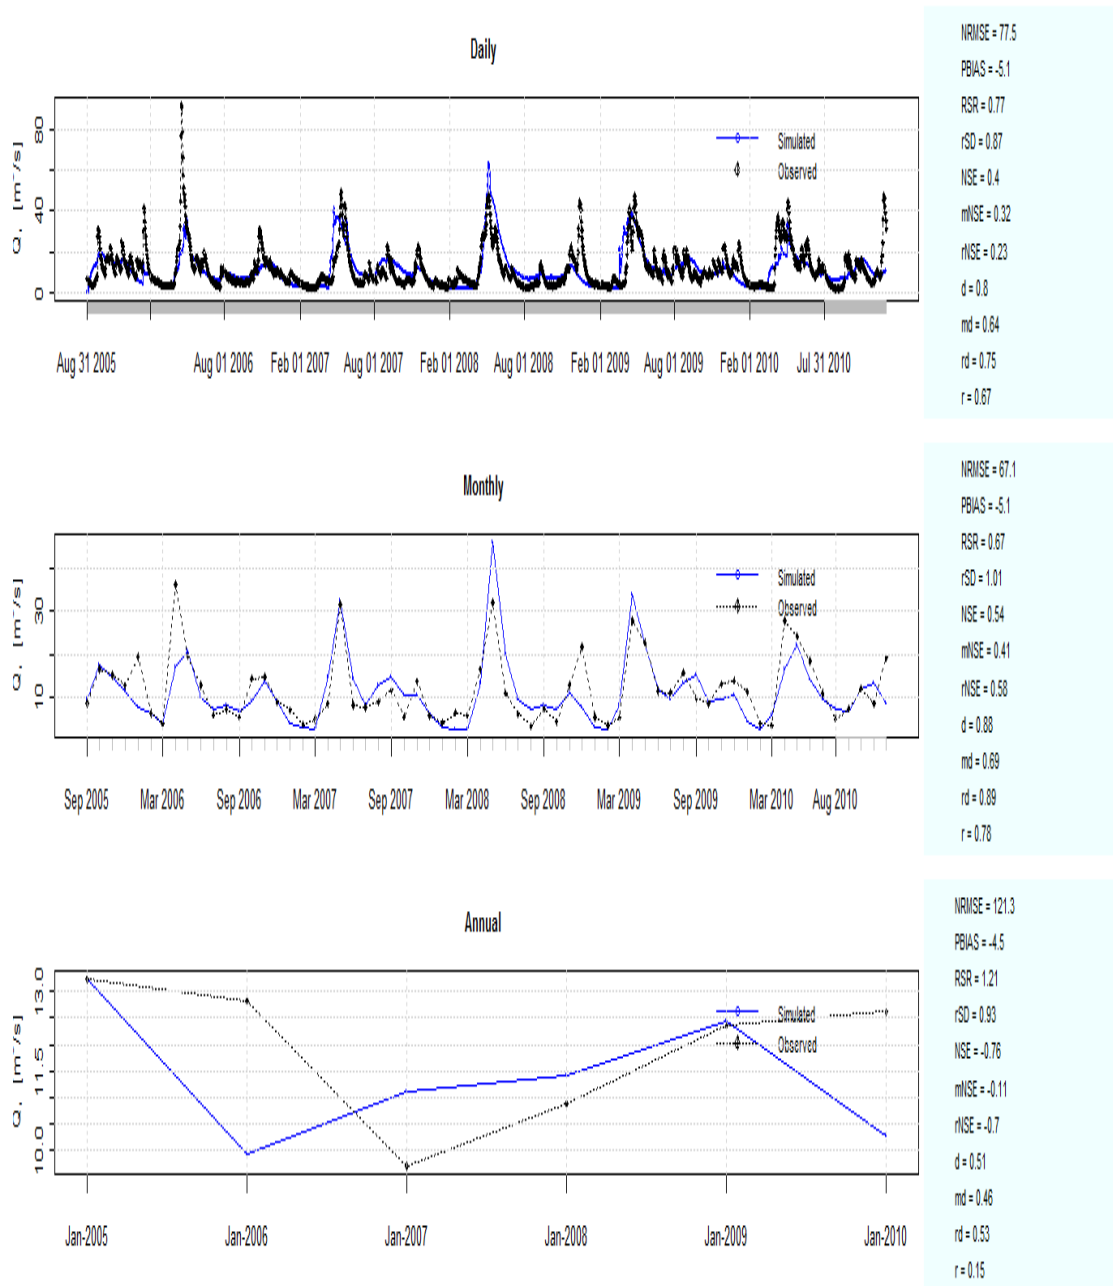 Daily
Q, [m³/s]
80
40
20
0
Simulated
Observed
Aug 31 2005 Aug 01 2006 Feb 01 2007 Aug 01 2007 Feb 01 2008 Aug 01 2008 Feb 01 2009 Aug 01 2009 Feb 01 2010 Jul 31 2010
NRMSE = 77.5
PBIAS = -5.1
RSR = 0.77
rSD = 0.87
NSE = 0.4
mNSE = 0.32
rNSE = 0.23
d = 0.8
md = 0.64
rd = 0.75
r = 0.67
Monthly
Q, [m³/s]
30
10
Simulated
Observed
Sep 2005 Mar 2006 Sep 2006 Mar 2007 Sep 2007 Mar 2008 Sep 2008 Mar 2009 Sep 2009 Mar 2010 Aug 2010
NRMSE = 67.1
PBIAS = -5.1
RSR = 0.67
rSD = 1.01
NSE = 0.54
mNSE = 0.41
rNSE = 0.58
d = 0.88
md = 0.69
rd = 0.89
r = 0.78
Annual
Q, [m³/s]
13.0
11.5
10.0
Simulated
Observed
Jan-2005 Jan-2006 Jan-2007 Jan-2008 Jan-2009 Jan-2010
NRMSE = 121.3
PBIAS = -4.5
RSR = 1.21
rSD = 0.93
NSE = -0.76
mNSE = -0.11
rNSE = -0.7
d = 0.51
md = 0.46
rd = 0.53
r = 0.15